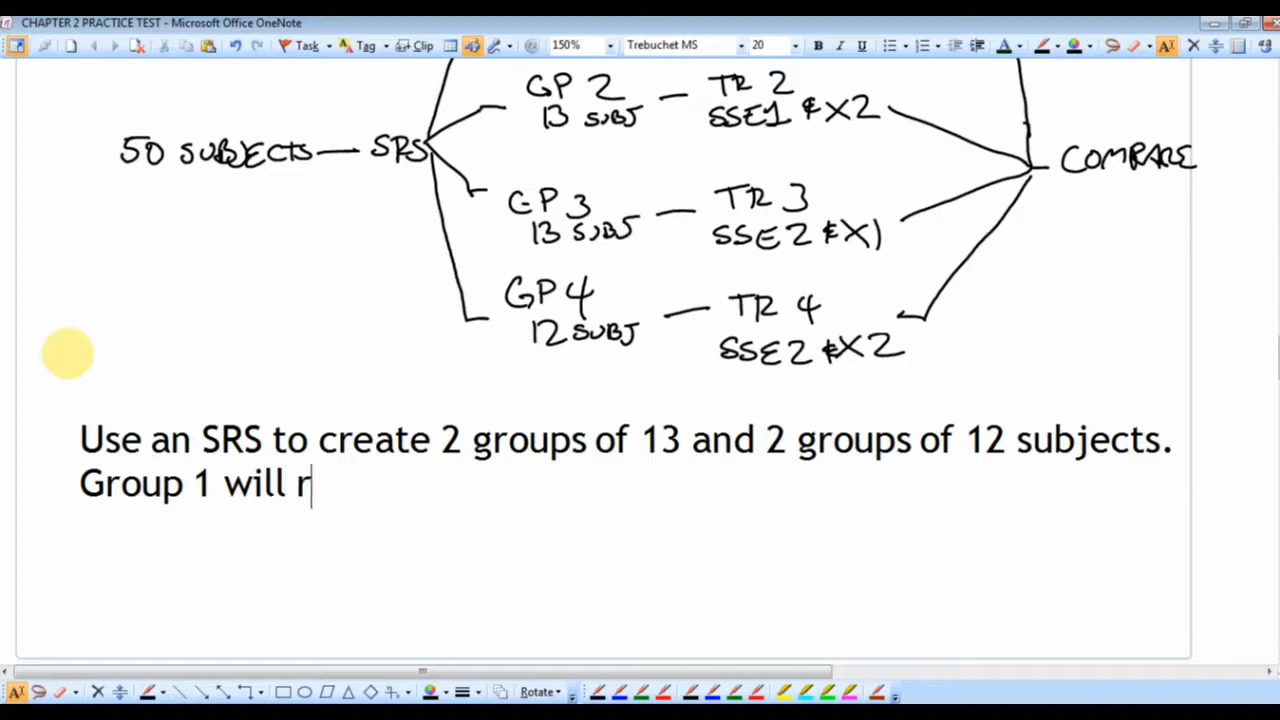 CHAPTER 2 PRACTICE TEST - Microsoft Office OneNote
Task Tag Clip 150% Trebuchet MS 20 B I U A
GP 2 — TR 2
13 SUBJ SSE1 & X2
50 SUBJECTS — SRS COMPARE
GP 3 — TR 3
13 SUBJ SSE2 & X1
GP 4 — TR 4
12 SUBJ SSE2 & X2
Use an SRS to create 2 groups of 13 and 2 groups of 12 subjects.
Group 1 will r
Rotate